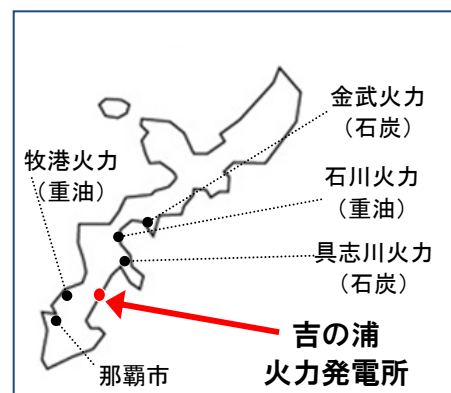 金武火力
（石炭）
牧港火力
（重油）
石川火力
（重油）
具志川火力
（石炭）
吉の浦
火力発電所
那覇市